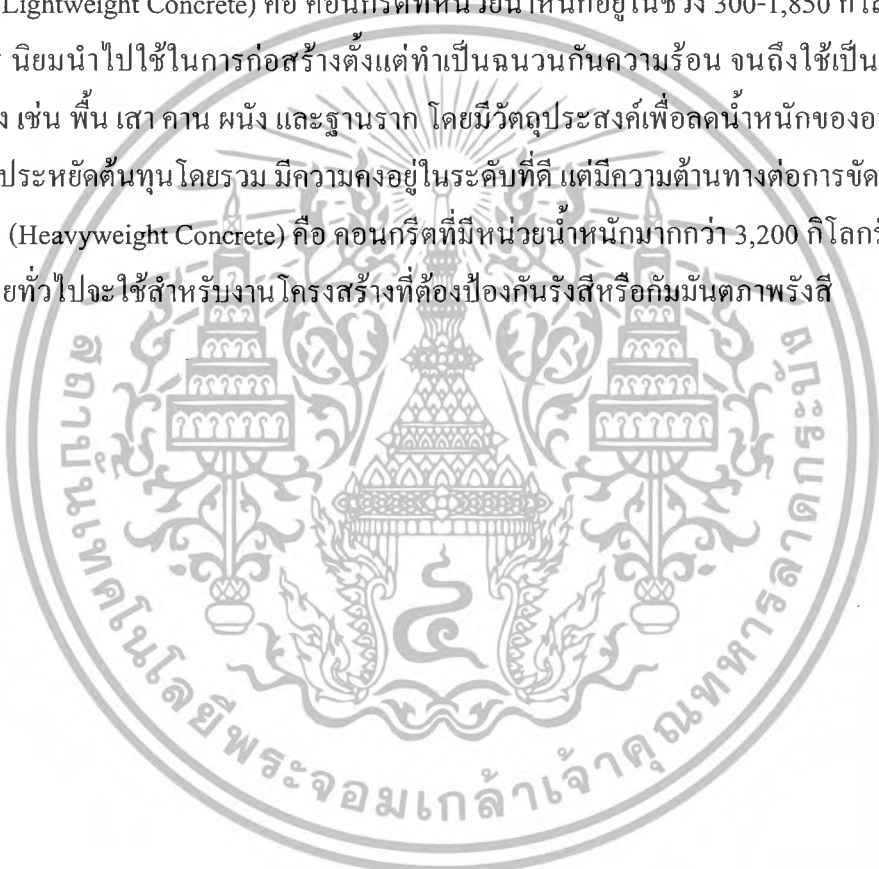 (Lightweight Concrete) คือ คอนกรีตที่หน่วยน้ำหนักอยู่ในช่วง 300-1,850
นิยมนำไปใช้ในการก่อสร้างตั้งแต่ทำเป็นฉนวนกันความร้อน จนถึงใช้เป็น
เช่น พื้น เสา คาน ผนัง และฐานราก โดยมีวัตถุประสงค์เพื่อลดน้ำหนักของ
ประหยัดต้นทุนโดยรวม มีความคงอยู่ในระดับที่ดี แต่มีความต้านทานต่อการขัด
(Heavyweight Concrete) คือ คอนกรีตที่มีหน่วยน้ำหนักมากกว่า 3,200
ทั่วไปจะใช้สำหรับงานโครงสร้างที่ต้องป้องกันรังสีหรือกัมมันตภาพรังสี
สถาบันเทคโนโลยีพระจอมเกล้าเจ้าคุณทหารลาดกระบัง